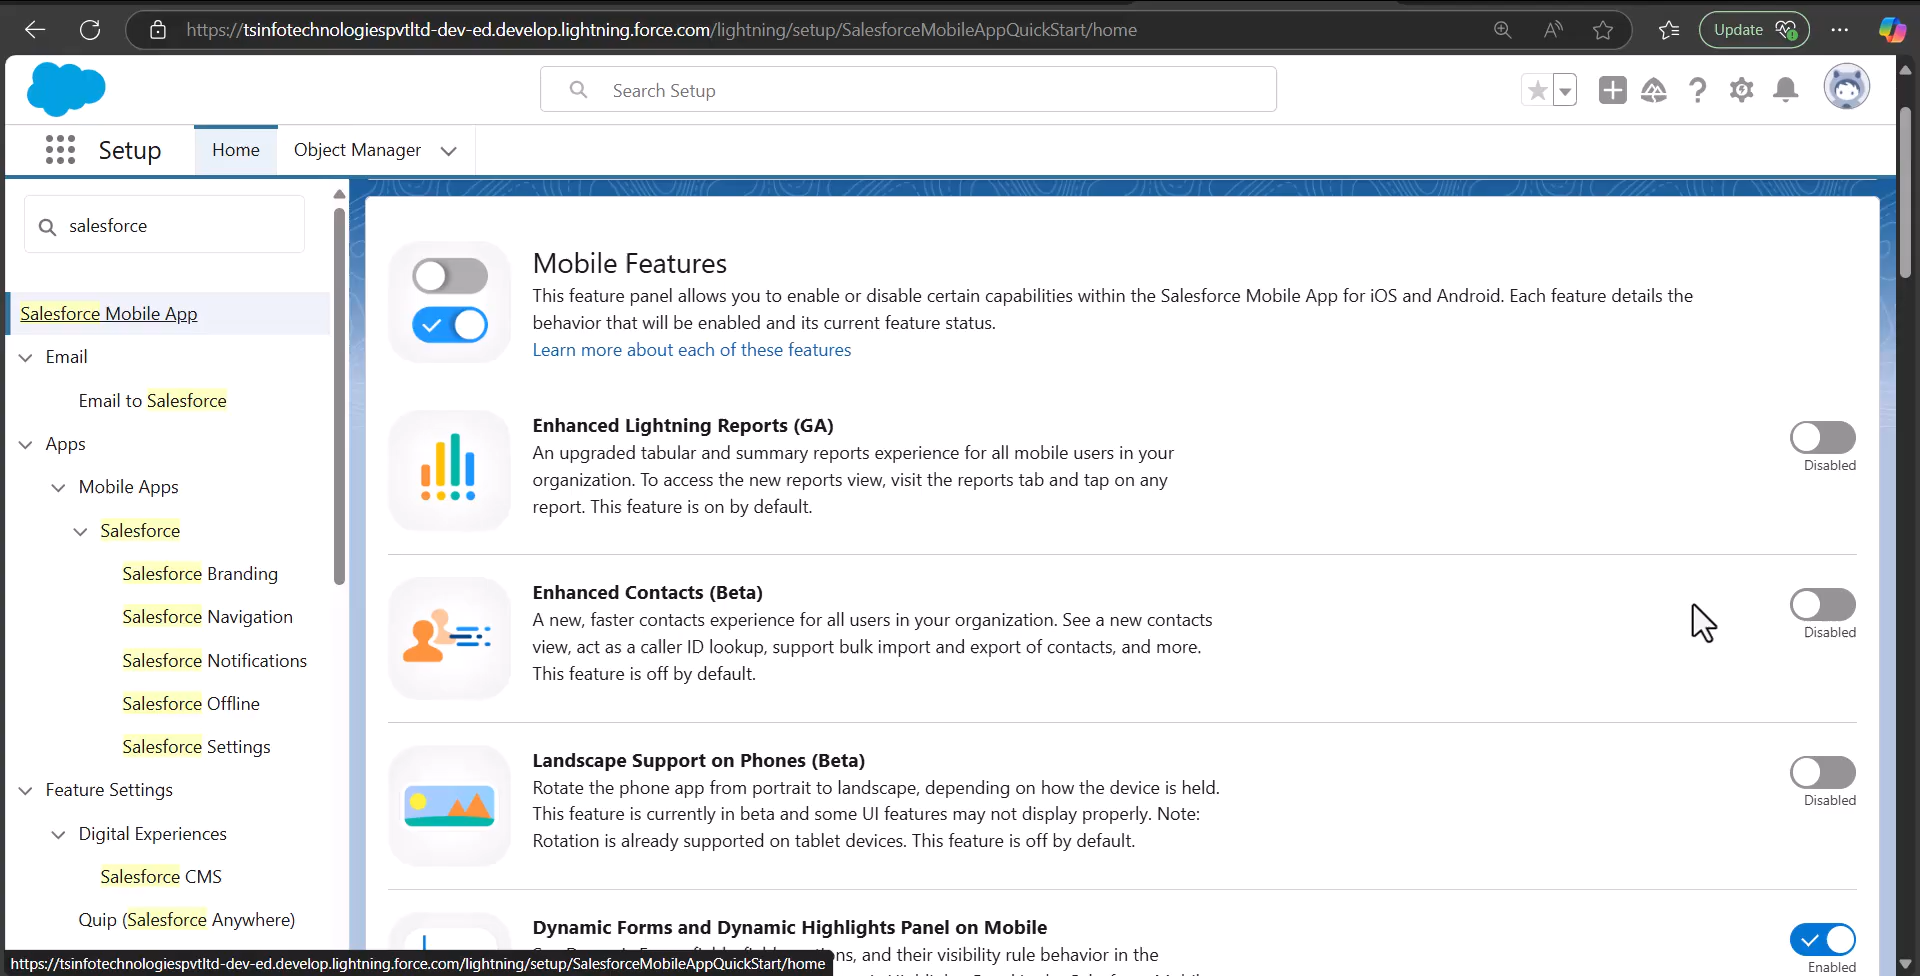 https://tsinfotechnologiespvtltd-dev-ed.develop.lightning.force.com/lightning/setup/SalesforceMobileAppQuickStart/home
Update
Search Setup
Setup
Home
Object Manager
salesforce
Salesforce Mobile App
Email
Email to Salesforce
Apps
Mobile Apps
Salesforce
Salesforce Branding
Salesforce Navigation
Salesforce Notifications
Salesforce Offline
Salesforce Settings
Feature Settings
Digital Experiences
Salesforce CMS
Quip (Salesforce Anywhere)
Mobile Features
This feature panel allows you to enable or disable certain capabilities within the Salesforce Mobile App for iOS and Android. Each feature details the
behavior that will be enabled and its current feature status.
Learn more about each of these features
Enhanced Lightning Reports (GA)
An upgraded tabular and summary reports experience for all mobile users in your
organization. To access the new reports view, visit the reports tab and tap on any
report. This feature is on by default.
Disabled
Enhanced Contacts (Beta)
A new, faster contacts experience for all users in your organization. See a new contacts
view, act as a caller ID lookup, support bulk import and export of contacts, and more.
This feature is off by default.
Disabled
Landscape Support on Phones (Beta)
Rotate the phone app from portrait to landscape, depending on how the device is held.
This feature is currently in beta and some UI features may not display properly. Note:
Rotation is already supported on tablet devices. This feature is off by default.
Disabled
Dynamic Forms and Dynamic Highlights Panel on Mobile
and their visibility rule behavior in the
Enabled
https://tsinfotechnologiespvtltd-dev-ed.develop.lightning.force.com/lightning/setup/SalesforceMobileAppQuickStart/home